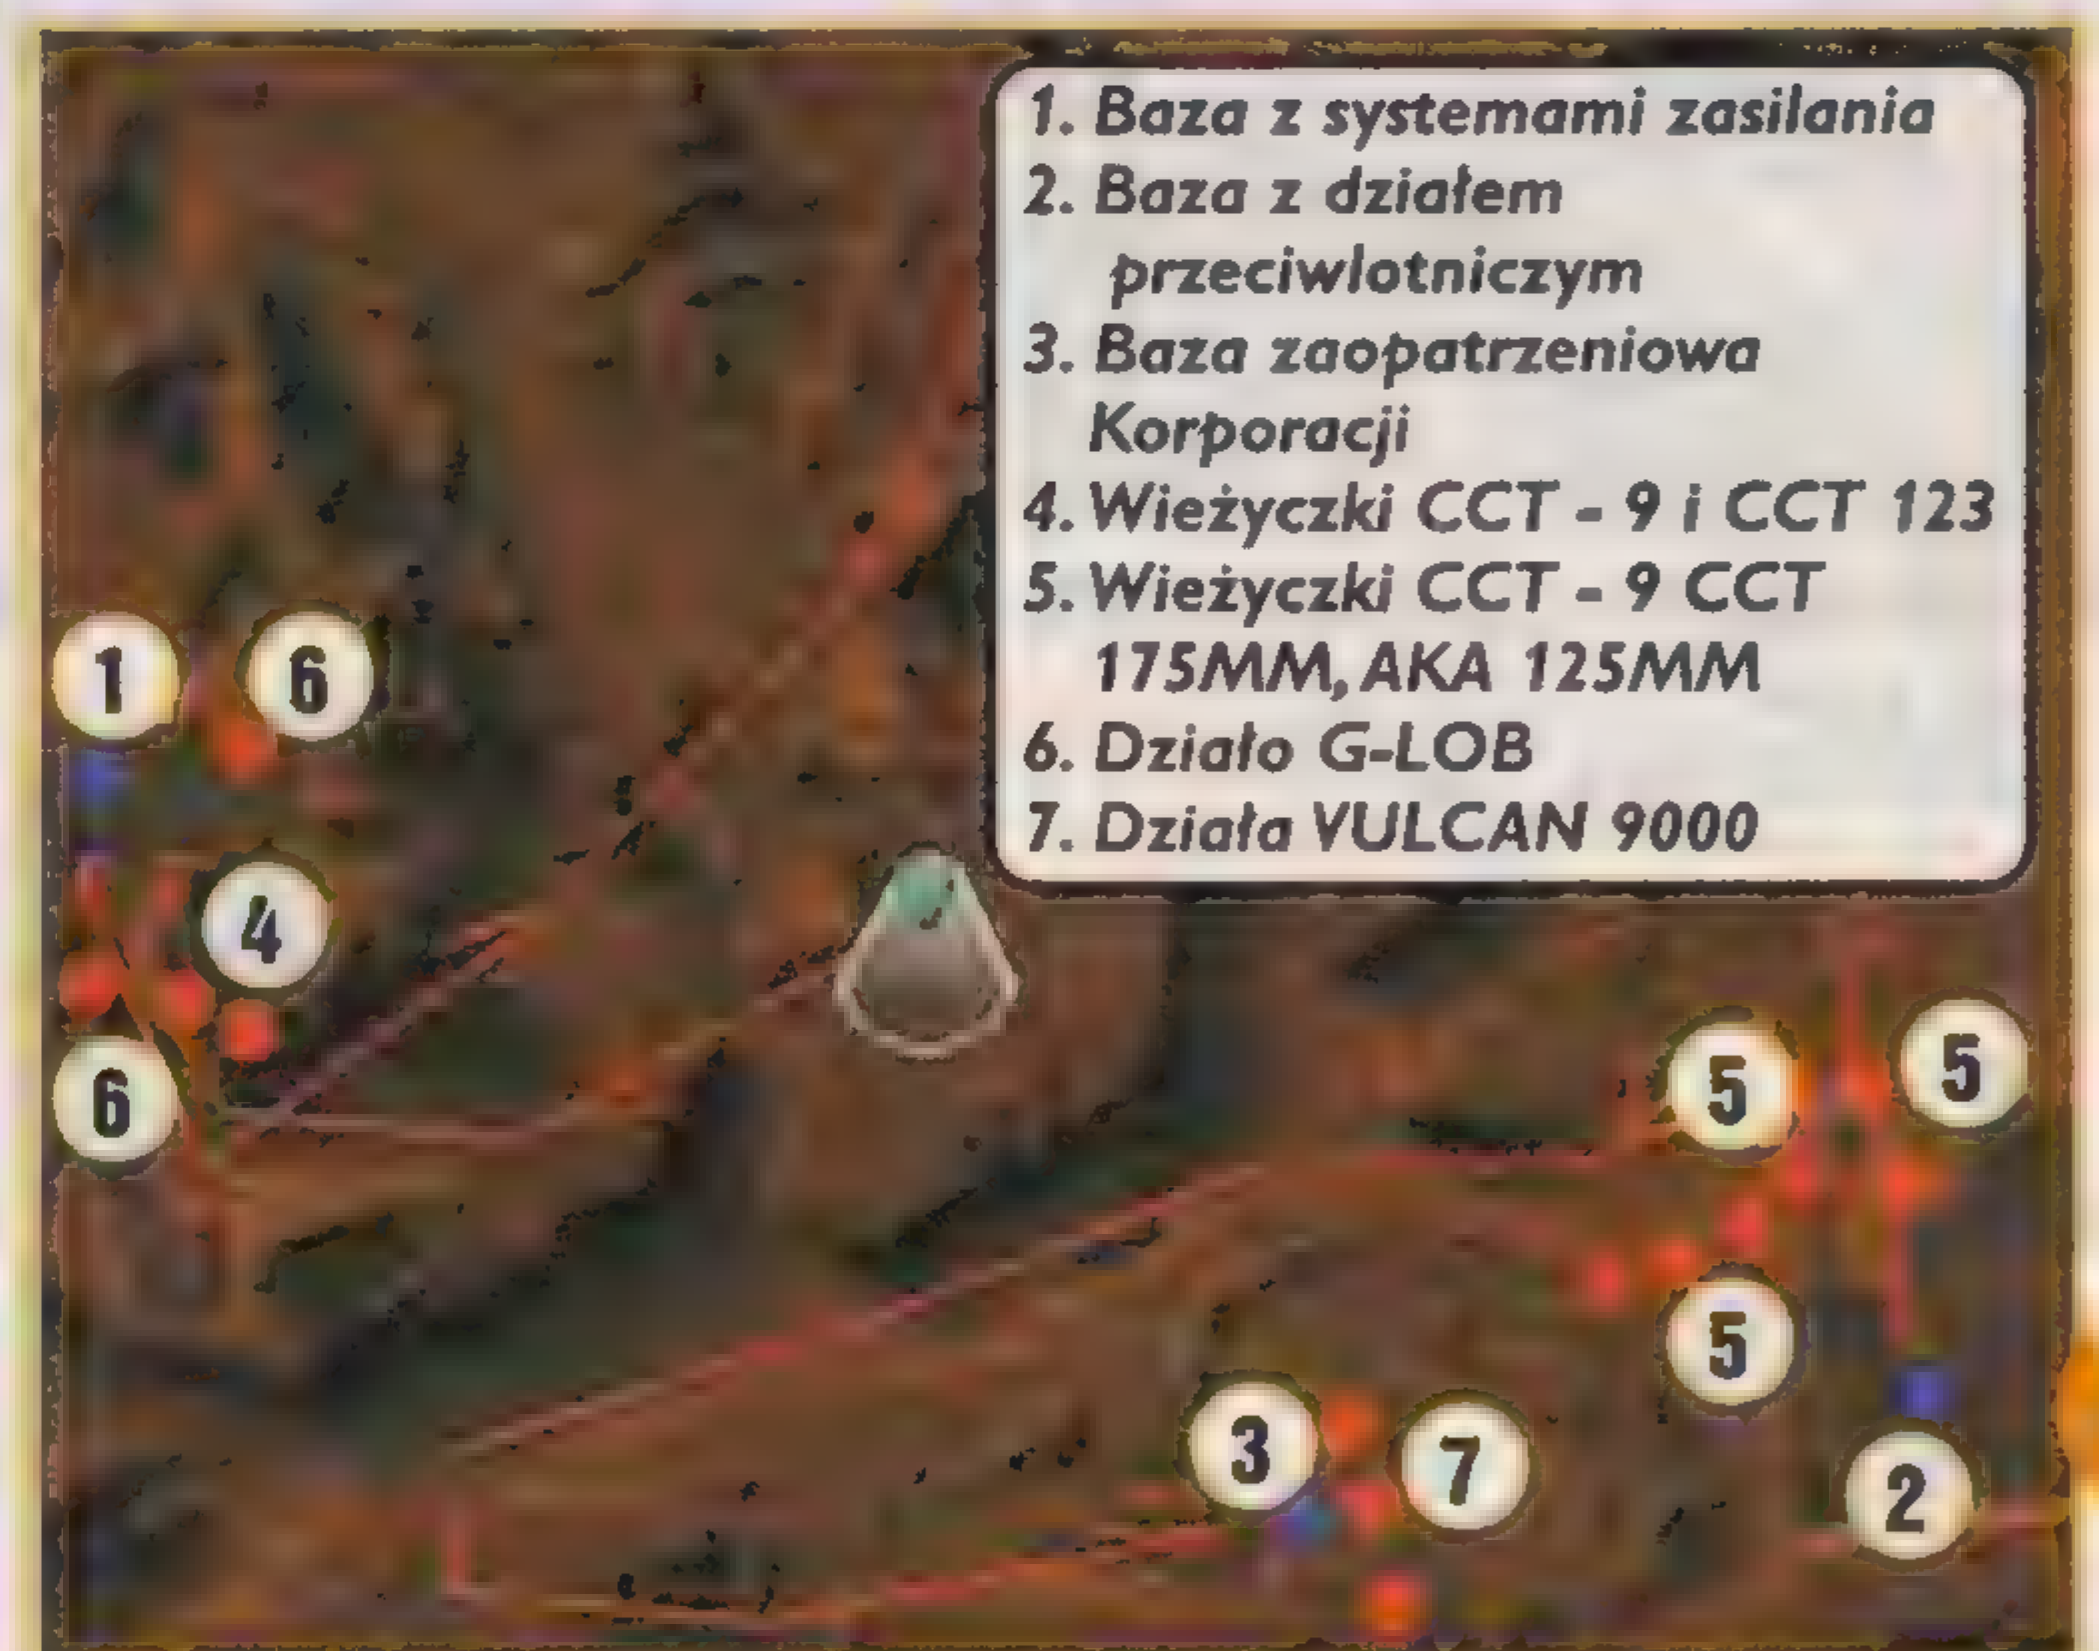 1. Baza z systemami zasilania
2. Baza z działem
przeciwlotniczym
3. Baza zaopatrzeniowa
Korporacji
4. Wieżyczki CCT - 9 i CCT 123
5. Wieżyczki CCT - 9 CCT
175MM, AKA 125MM
6. Działo G-LOB
7. Działa VULCAN 9000
1 6
4
6
5 5
5
3 7
2